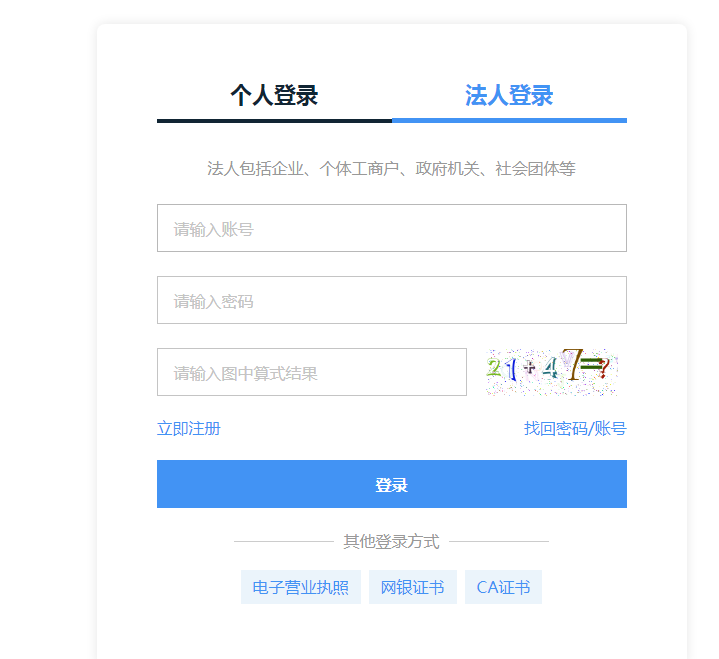 个人登录 法人登录
法人包括企业、个体工商户、政府机关、社会团体等
请输入账号
请输入密码
请输入图中算式结果 21+47=?
立即注册 找回密码/账号
登录
其他登录方式
电子营业执照 网银证书 CA证书